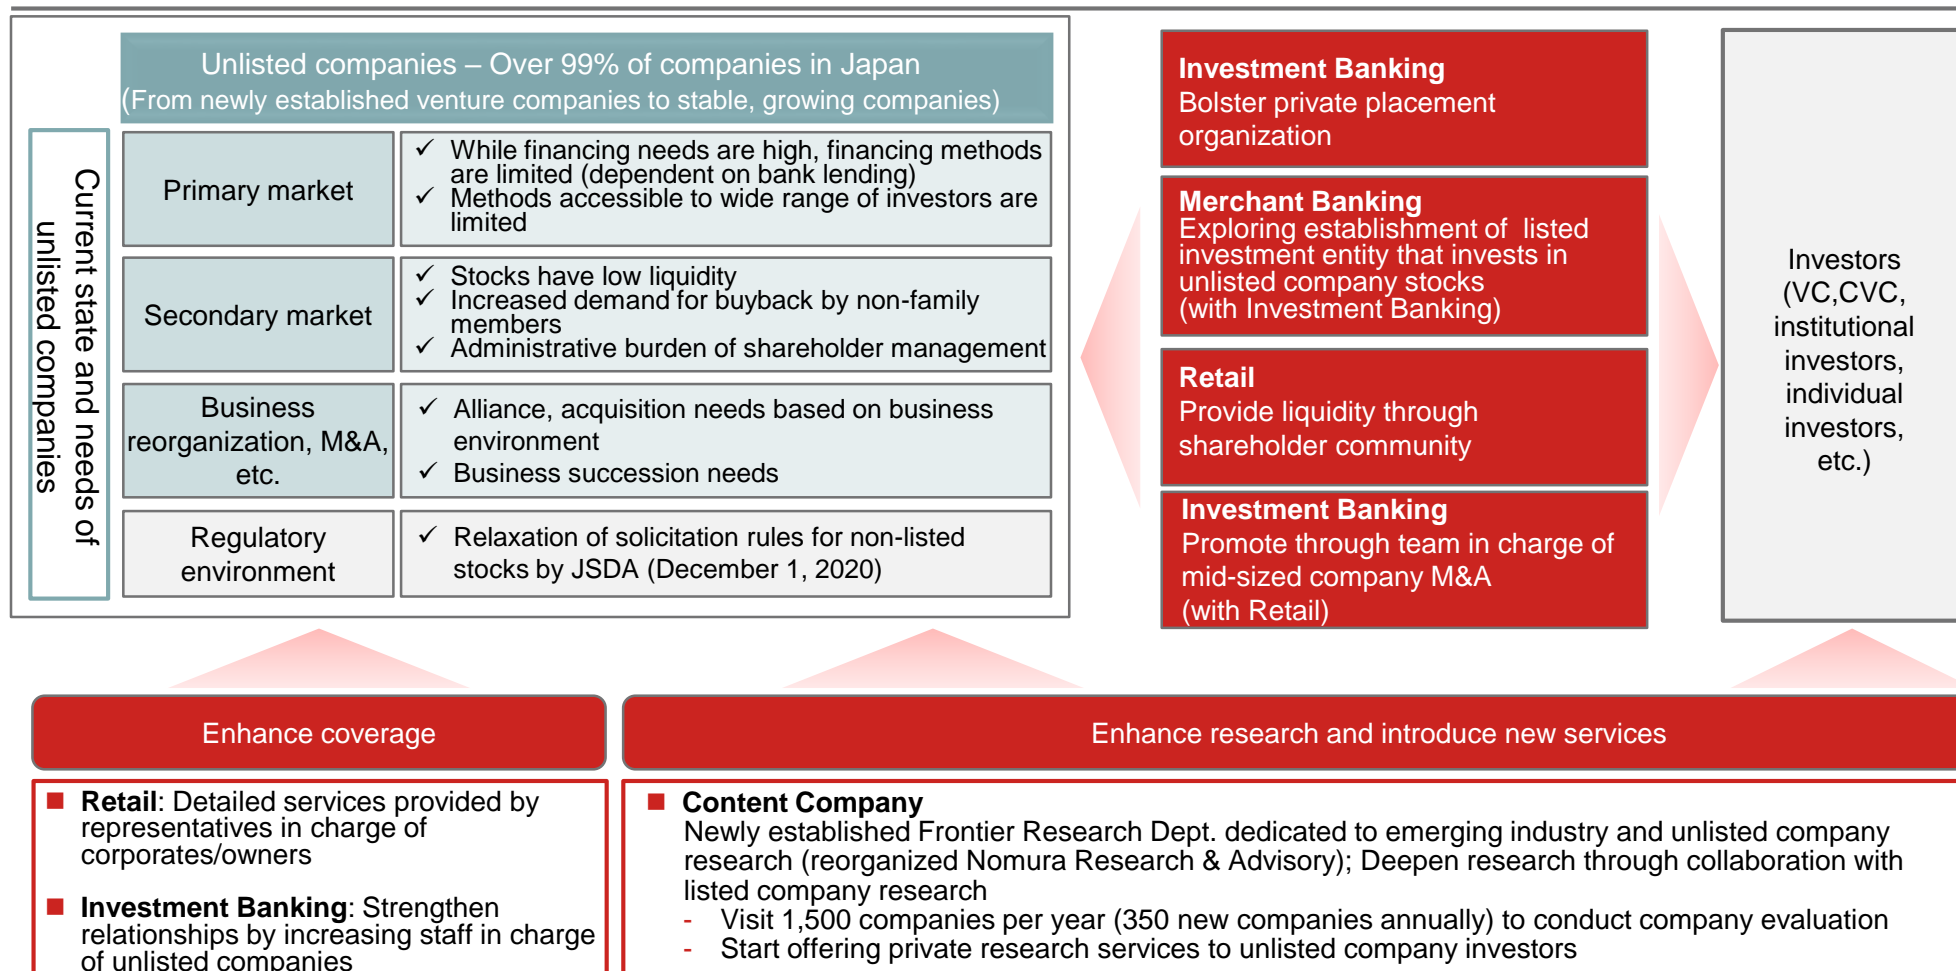 Unlisted companies – Over 99% of companies in Japan
(From newly established venture companies to stable, growing companies)
Current state and needs of
unlisted companies
Primary market
✓ While financing needs are high, financing methods
are limited (dependent on bank lending)
✓ Methods accessible to wide range of investors are
limited
Secondary market
✓ Stocks have low liquidity
✓ Increased demand for buyback by non-family
members
✓ Administrative burden of shareholder management
Business
reorganization, M&A,
etc.
✓ Alliance, acquisition needs based on business
environment
✓ Business succession needs
Regulatory
environment
✓ Relaxation of solicitation rules for non-listed
stocks by JSDA (December 1, 2020)
Investment Banking
Bolster private placement
organization
Merchant Banking
Exploring establishment of listed
investment entity that invests in
unlisted company stocks
(with Investment Banking)
Retail
Provide liquidity through
shareholder community
Investment Banking
Promote through team in charge of
mid-sized company M&A
(with Retail)
Investors
(VC,CVC,
institutional
investors,
individual
investors,
etc.)
Enhance coverage
■ Retail: Detailed services provided by
representatives in charge of
corporates/owners
■ Investment Banking: Strengthen
relationships by increasing staff in charge
of unlisted companies
Enhance research and introduce new services
■ Content Company
Newly established Frontier Research Dept. dedicated to emerging industry and unlisted company
research (reorganized Nomura Research & Advisory); Deepen research through collaboration with
listed company research
- Visit 1,500 companies per year (350 new companies annually) to conduct company evaluation
- Start offering private research services to unlisted company investors